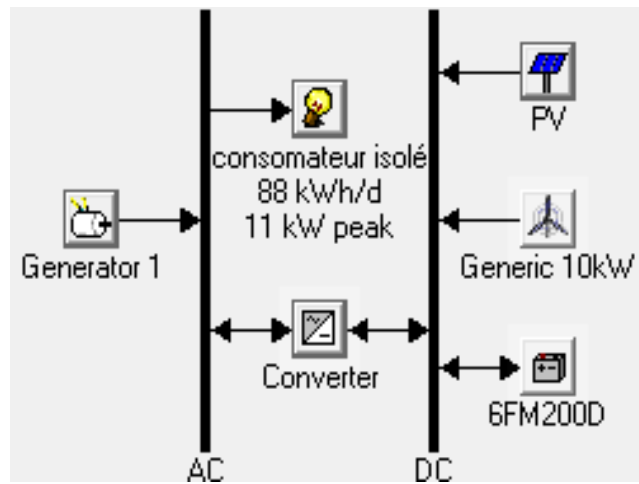 consomateur isolé
88 kWh/d
11 kW peak
PV
Generator 1
Generic 10kW
Converter
6FM200D
AC
DC